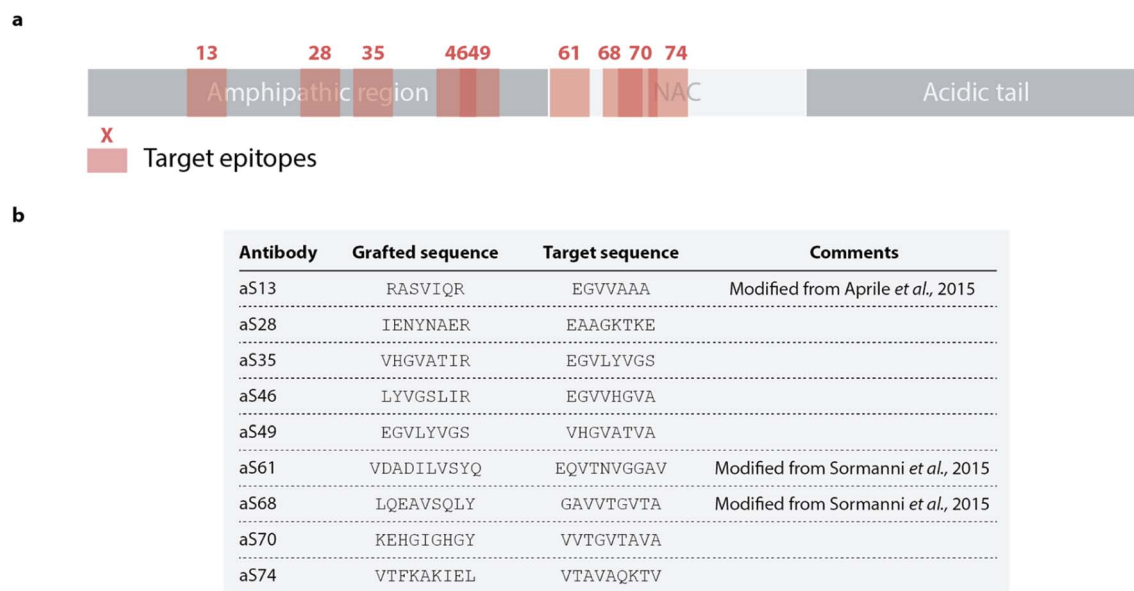 a
13 28 35 4649 61 68 70 74
Amphipathic region NAC Acidic tail
X
Target epitopes
b
Antibody Grafted sequence Target sequence Comments
aS13 RASVIQR EGVVAAA Modified from Aprile et al., 2015
aS28 IENYNAER EAAGKTKE
aS35 VHGVATIR EGVLYVGS
aS46 LYVGSLIR EGVVHGVA
aS49 EGVLYVGS VHGVATVA
aS61 VDADILVSYQ EQVTNVGGAV Modified from Sormanni et al., 2015
aS68 LQEAVSQLY GAVVTGVTA Modified from Sormanni et al., 2015
aS70 KEHGIGHGY VVTGVTAVA
aS74 VTFKAKIEL VTAVAQKTV